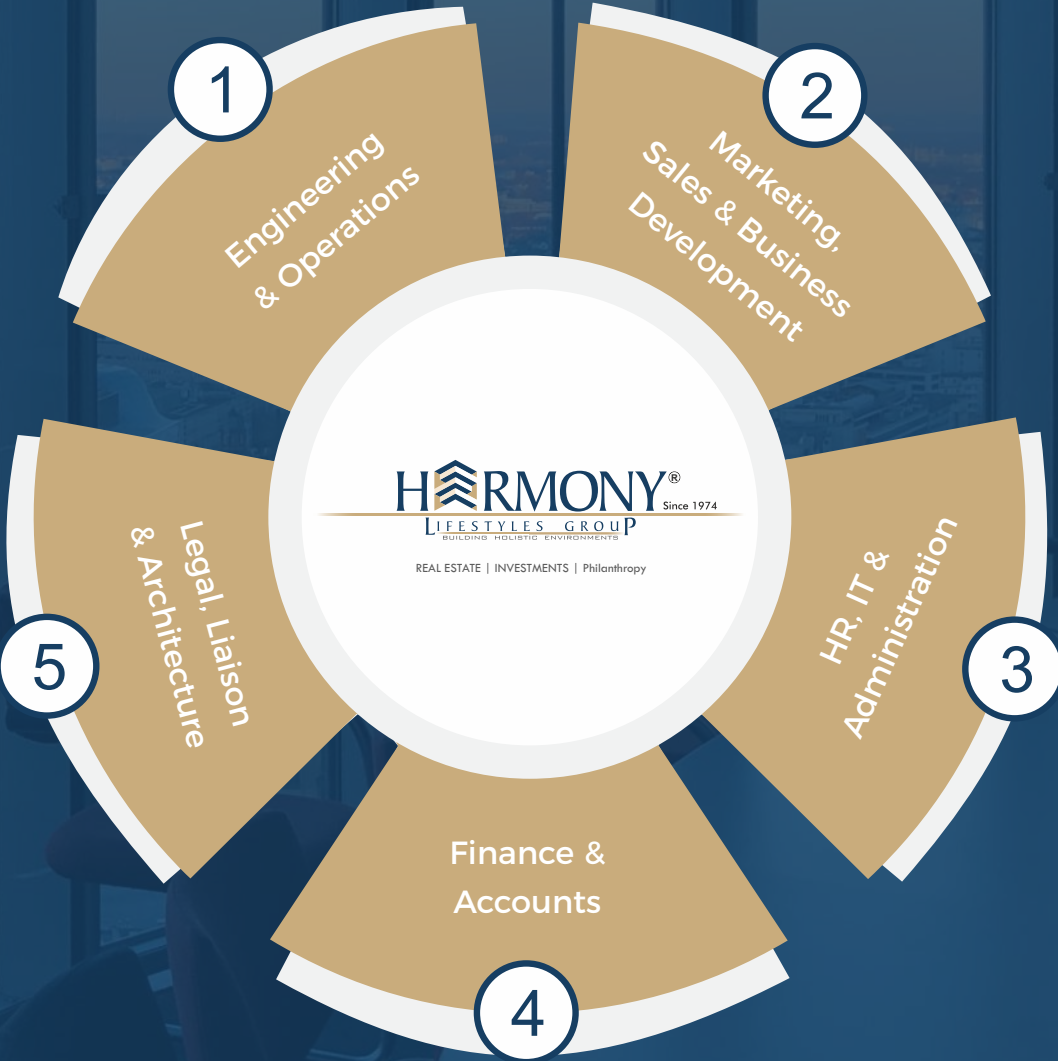 1
Engineering
& Operations
2
Marketing,
Sales & Business
Development
HARMONY®
Since 1974
LIFESTYLES GROUP
BUILDING HOLISTIC ENVIRONMENTS
REAL ESTATE | INVESTMENTS | Philanthropy
3
HR, IT &
Administration
4
Finance &
Accounts
5
Legal, Liaison
& Architecture